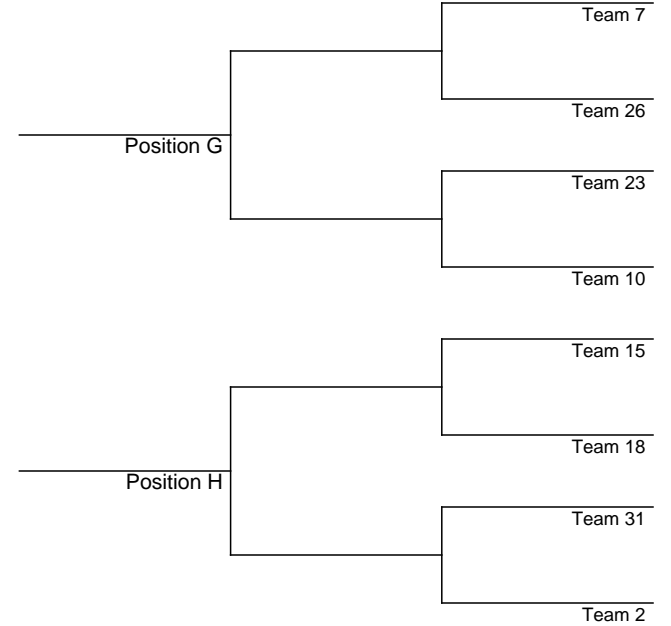 Team 7
Team 26
Position G
Team 23
Team 10
Team 15
Team 18
Position H
Team 31
Team 2